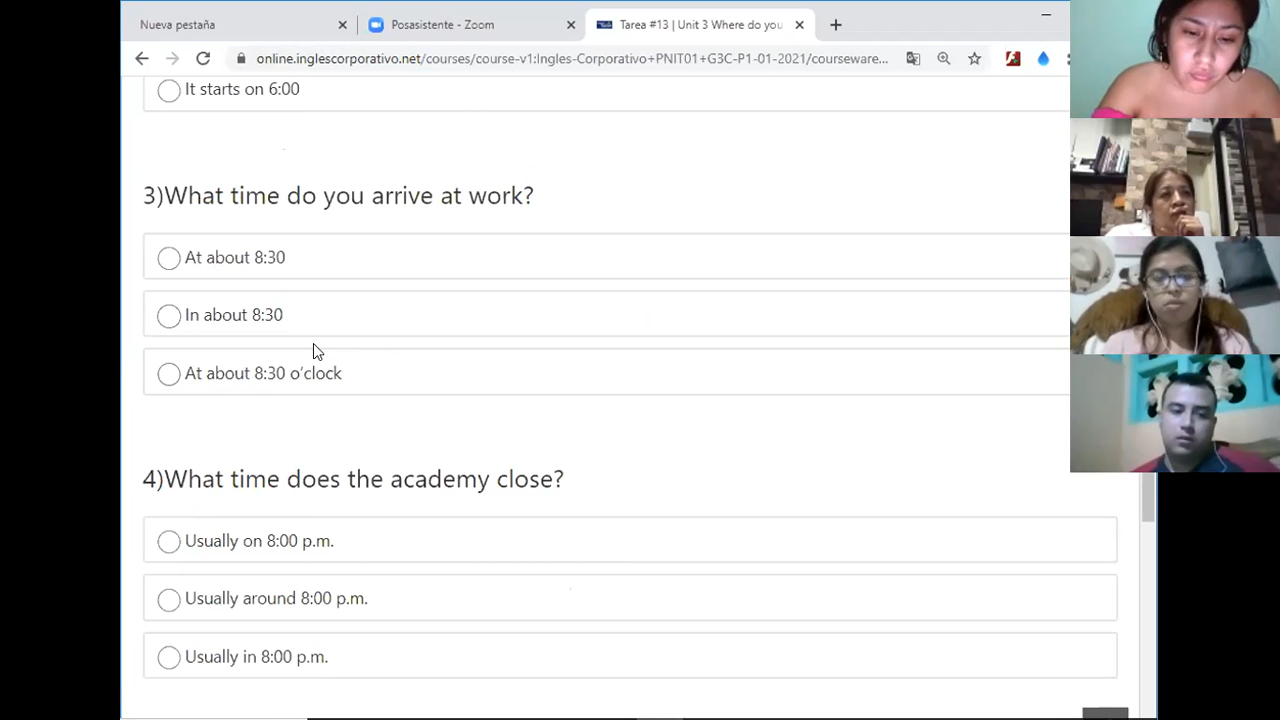 Nueva pestaña
Posasistente - Zoom
Tarea #13 | Unit 3 Where do you
online.inglescorporativo.net/courses/course-v1:Ingles-Corporativo+PNIT01+G3C-P1-01-2021/courseware...
It starts on 6:00
3)What time do you arrive at work?
At about 8:30
In about 8:30
At about 8:30 o'clock
4)What time does the academy close?
Usually on 8:00 p.m.
Usually around 8:00 p.m.
Usually in 8:00 p.m.